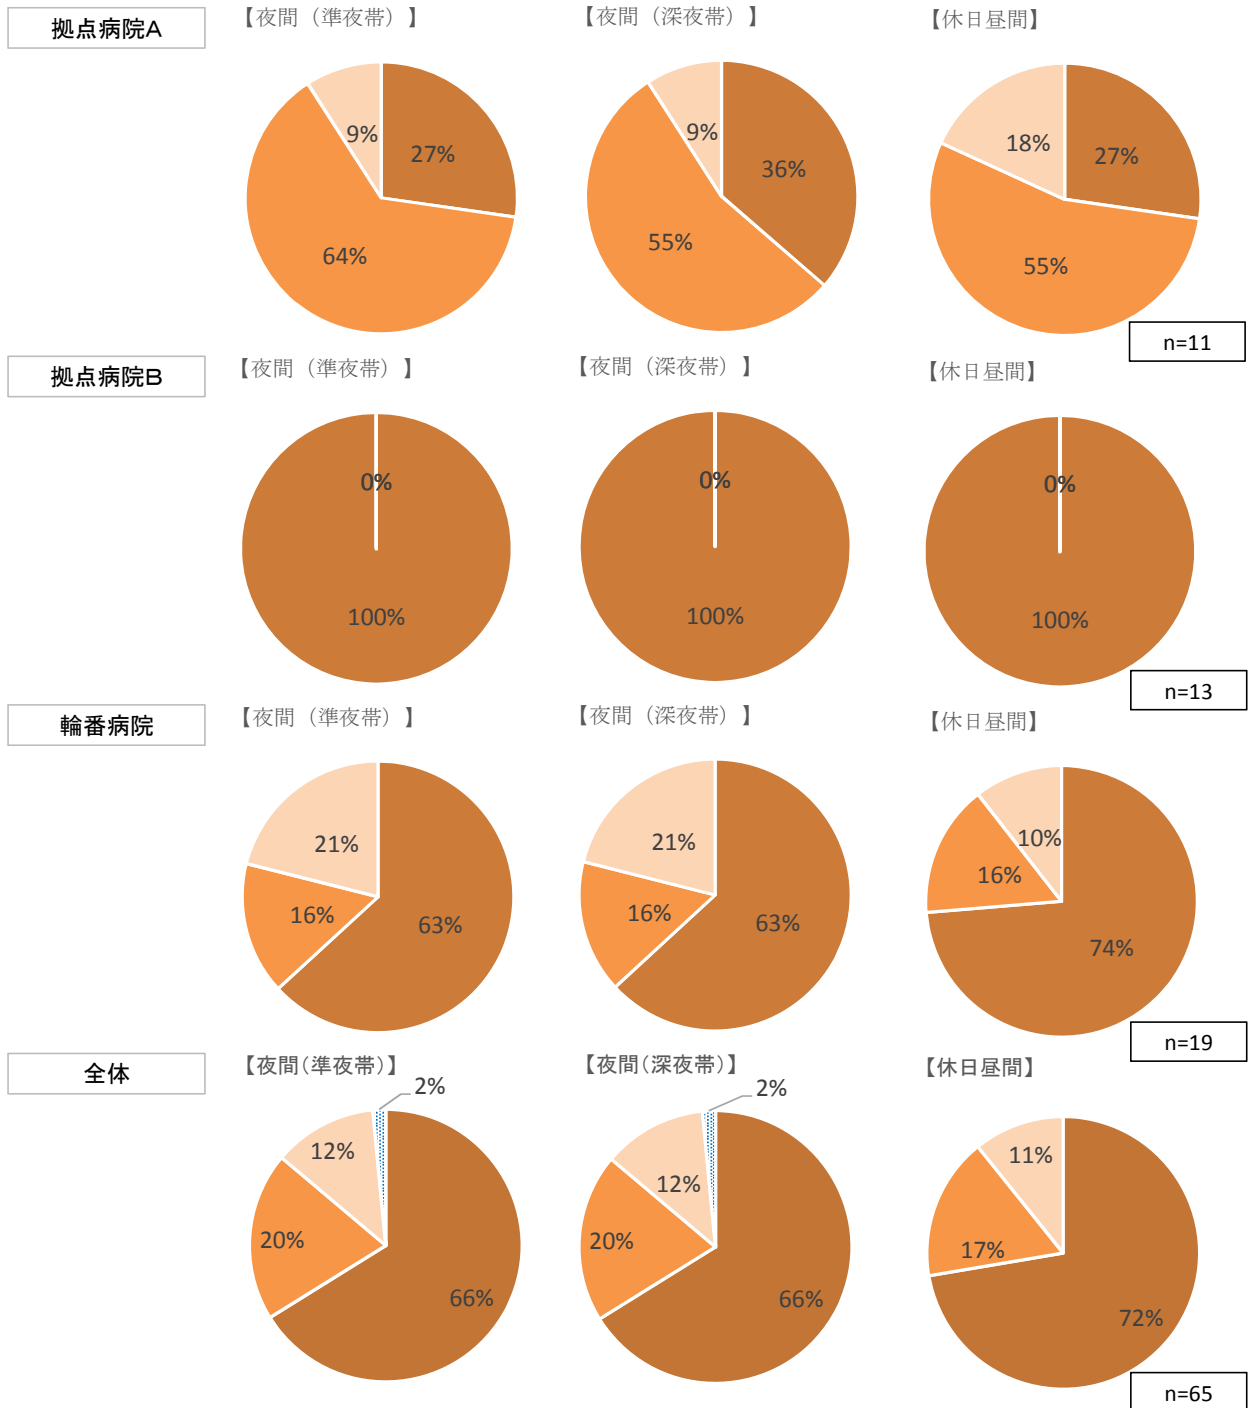 拠点病院A
【夜間（準夜帯）】
【夜間（深夜帯）】
【休日昼間】
9%
27%
64%
9%
36%
55%
18%
27%
55%
n=11
拠点病院B
【夜間（準夜帯）】
【夜間（深夜帯）】
【休日昼間】
0%
100%
0%
100%
0%
100%
n=13
輪番病院
【夜間（準夜帯）】
【夜間（深夜帯）】
【休日昼間】
21%
16%
63%
21%
16%
63%
10%
16%
74%
n=19
全体
【夜間(準夜帯)】
【夜間(深夜帯)】
【休日昼間】
2%
12%
20%
66%
2%
12%
20%
66%
11%
17%
72%
n=65